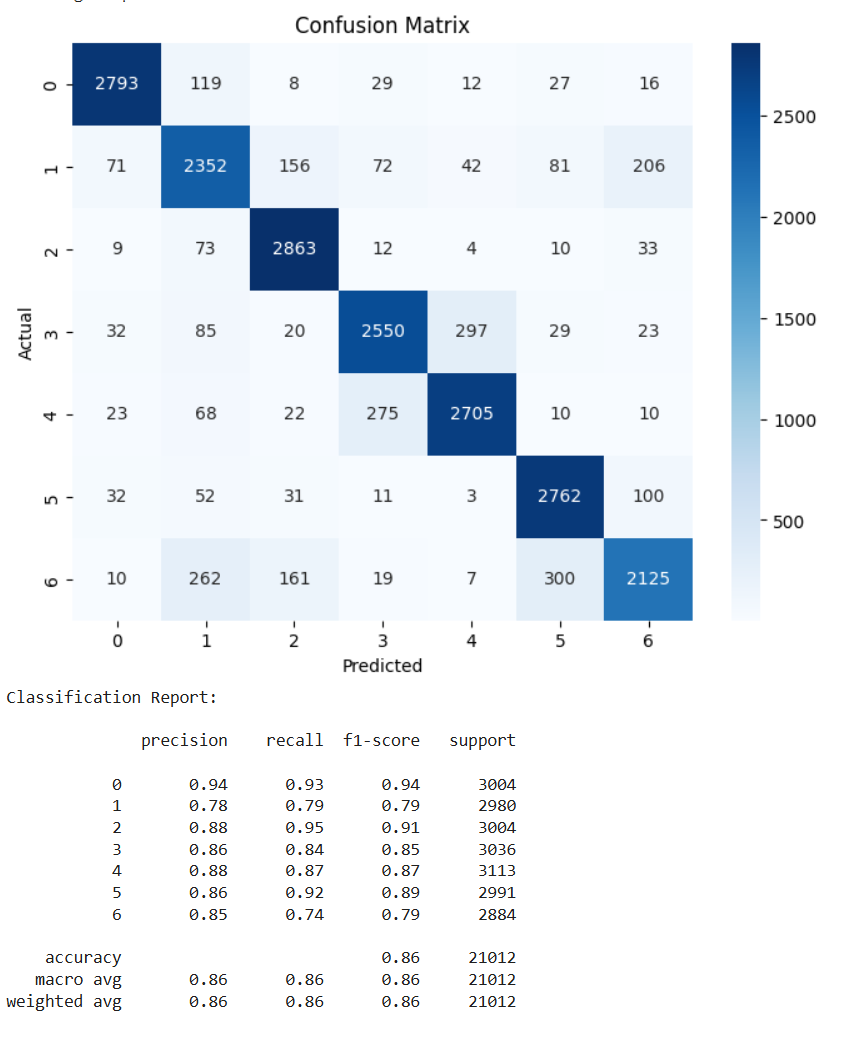 Confusion Matrix
0 2793 119 8 29 12 27 16
1 71 2352 156 72 42 81 206
2 9 73 2863 12 4 10 33
3 32 85 20 2550 297 29 23
4 23 68 22 275 2705 10 10
5 32 52 31 11 3 2762 100
6 10 262 161 19 7 300 2125
0 1 2 3 4 5 6
Actual
Predicted
2500
2000
1500
1000
500
Classification Report:
precision recall f1-score support
0 0.94 0.93 0.94 3004
1 0.78 0.79 0.79 2980
2 0.88 0.95 0.91 3004
3 0.86 0.84 0.85 3036
4 0.88 0.87 0.87 3113
5 0.86 0.92 0.89 2991
6 0.85 0.74 0.79 2884
accuracy 0.86 21012
macro avg 0.86 0.86 0.86 21012
weighted avg 0.86 0.86 0.86 21012